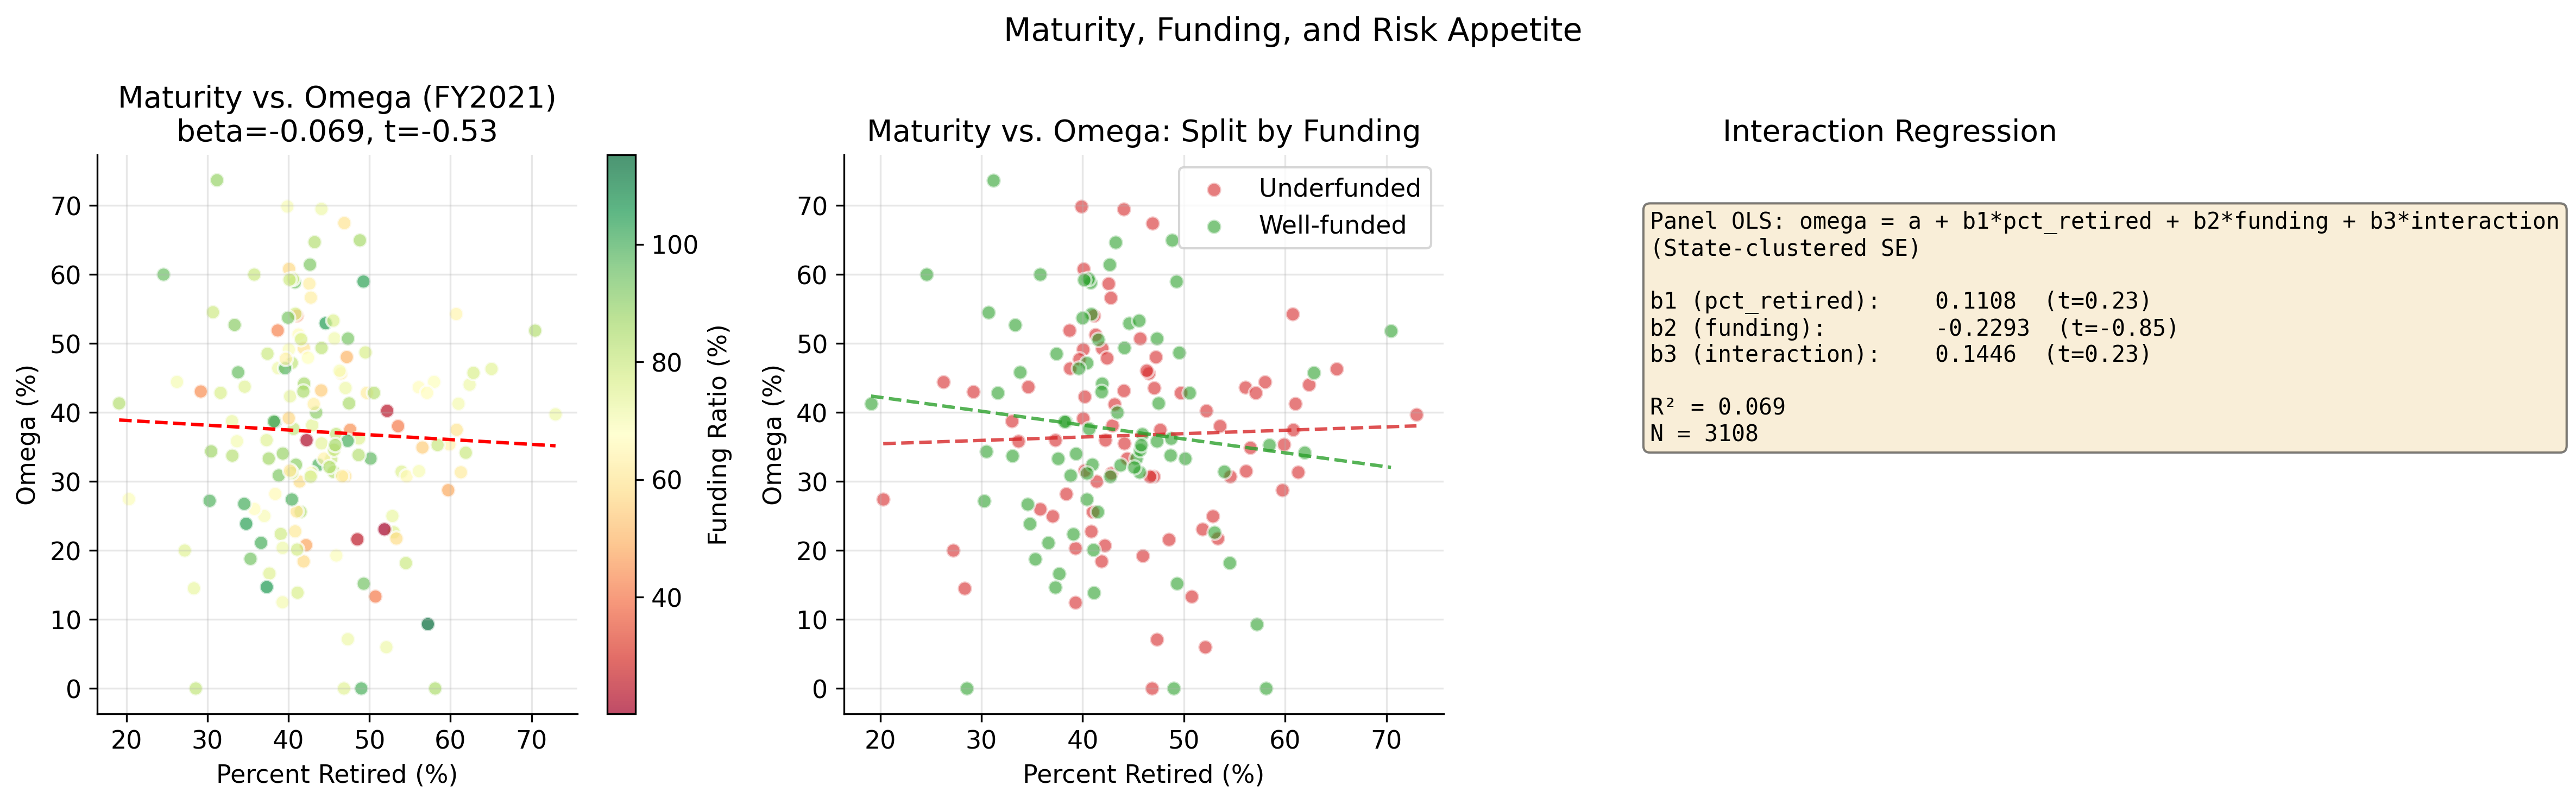 Maturity, Funding, and Risk Appetite
Maturity vs. Omega (FY2021)
beta=-0.069, t=-0.53
Omega (%)
70
60
50
40
30
20
10
0
20 30 40 50 60 70
Percent Retired (%)
100
80
60
40
Funding Ratio (%)
Maturity vs. Omega: Split by Funding
Underfunded
Well-funded
Omega (%)
70
60
50
40
30
20
10
0
20 30 40 50 60 70
Percent Retired (%)
Interaction Regression
Panel OLS: omega = a + b1*pct_retired + b2*funding + b3*interaction
(State-clustered SE)
b1 (pct_retired): 0.1108 (t=0.23)
b2 (funding): -0.2293 (t=-0.85)
b3 (interaction): 0.1446 (t=0.23)
R² = 0.069
N = 3108